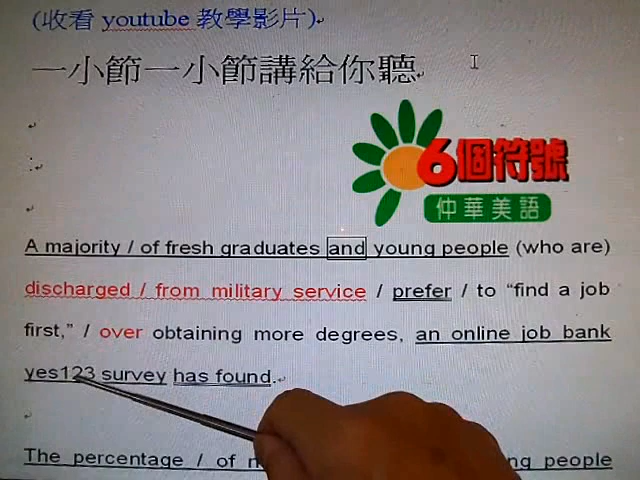 (收看 youtube 教學影片)
一小節一小節講給你聽
6個符號
仲華美語
A majority / of fresh graduates and young people (who are)
discharged / from military service / prefer / to “find a job
first,” / over obtaining more degrees, an online job bank
yes123 survey has found.
The percentage / of people